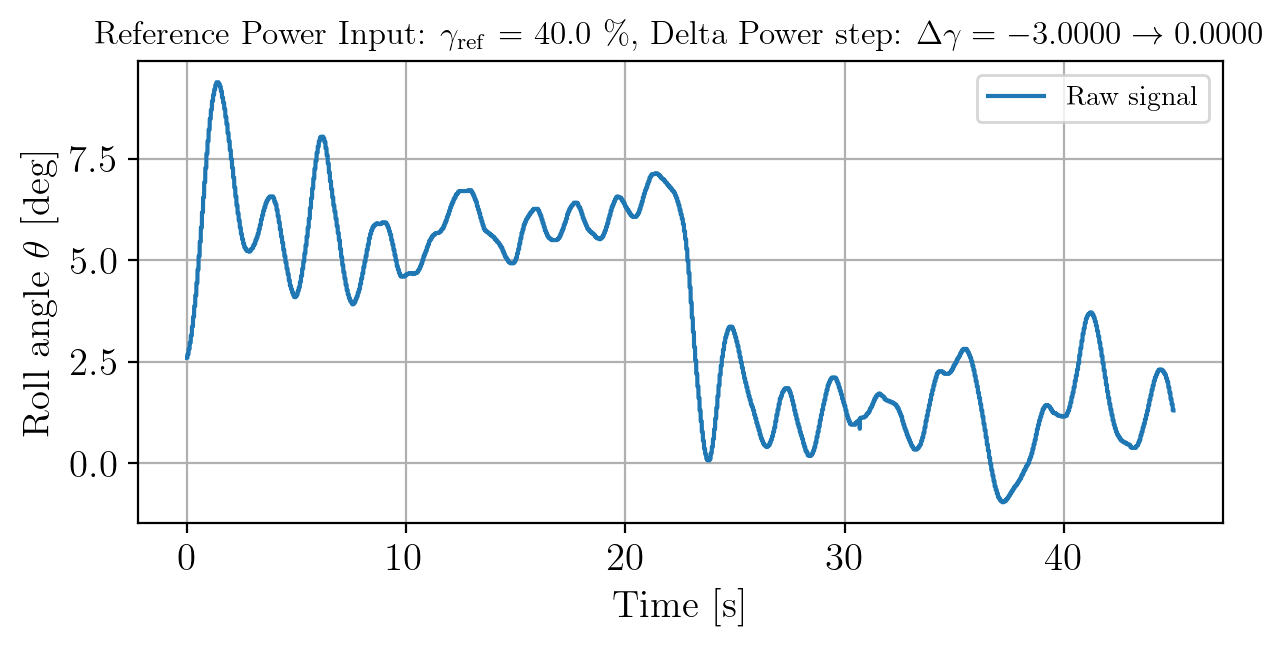 Reference Power Input: γref = 40.0 %, Delta Power step: Δγ = −3.0000 → 0.0000
Raw signal
Roll angle θ [deg]
7.5
5.0
2.5
0.0
0 10 20 30 40
Time [s]